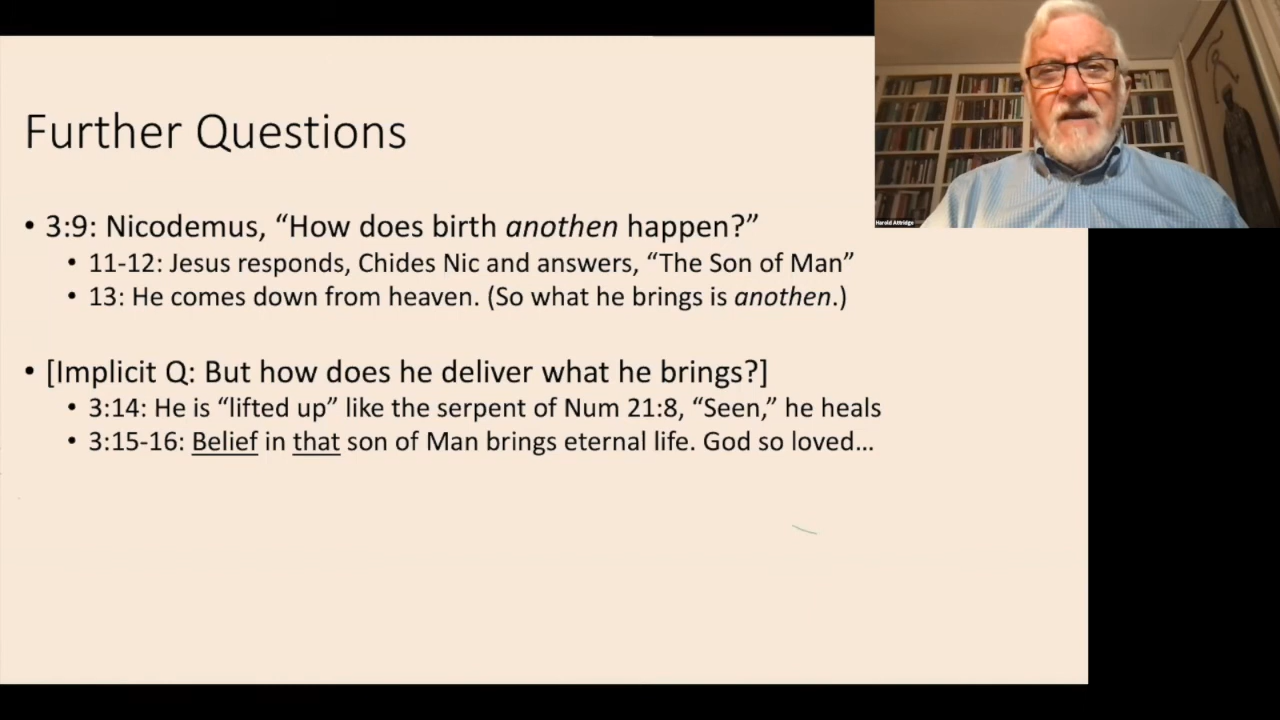 Further Questions
• 3:9: Nicodemus, “How does birth anothen happen?”
• 11-12: Jesus responds, Chides Nic and answers, “The Son of Man”
• 13: He comes down from heaven. (So what he brings is anothen.)
• [Implicit Q: But how does he deliver what he brings?]
• 3:14: He is “lifted up” like the serpent of Num 21:8, “Seen,” he heals
• 3:15-16: Belief in that son of Man brings eternal life. God so loved…
Harold Attridge